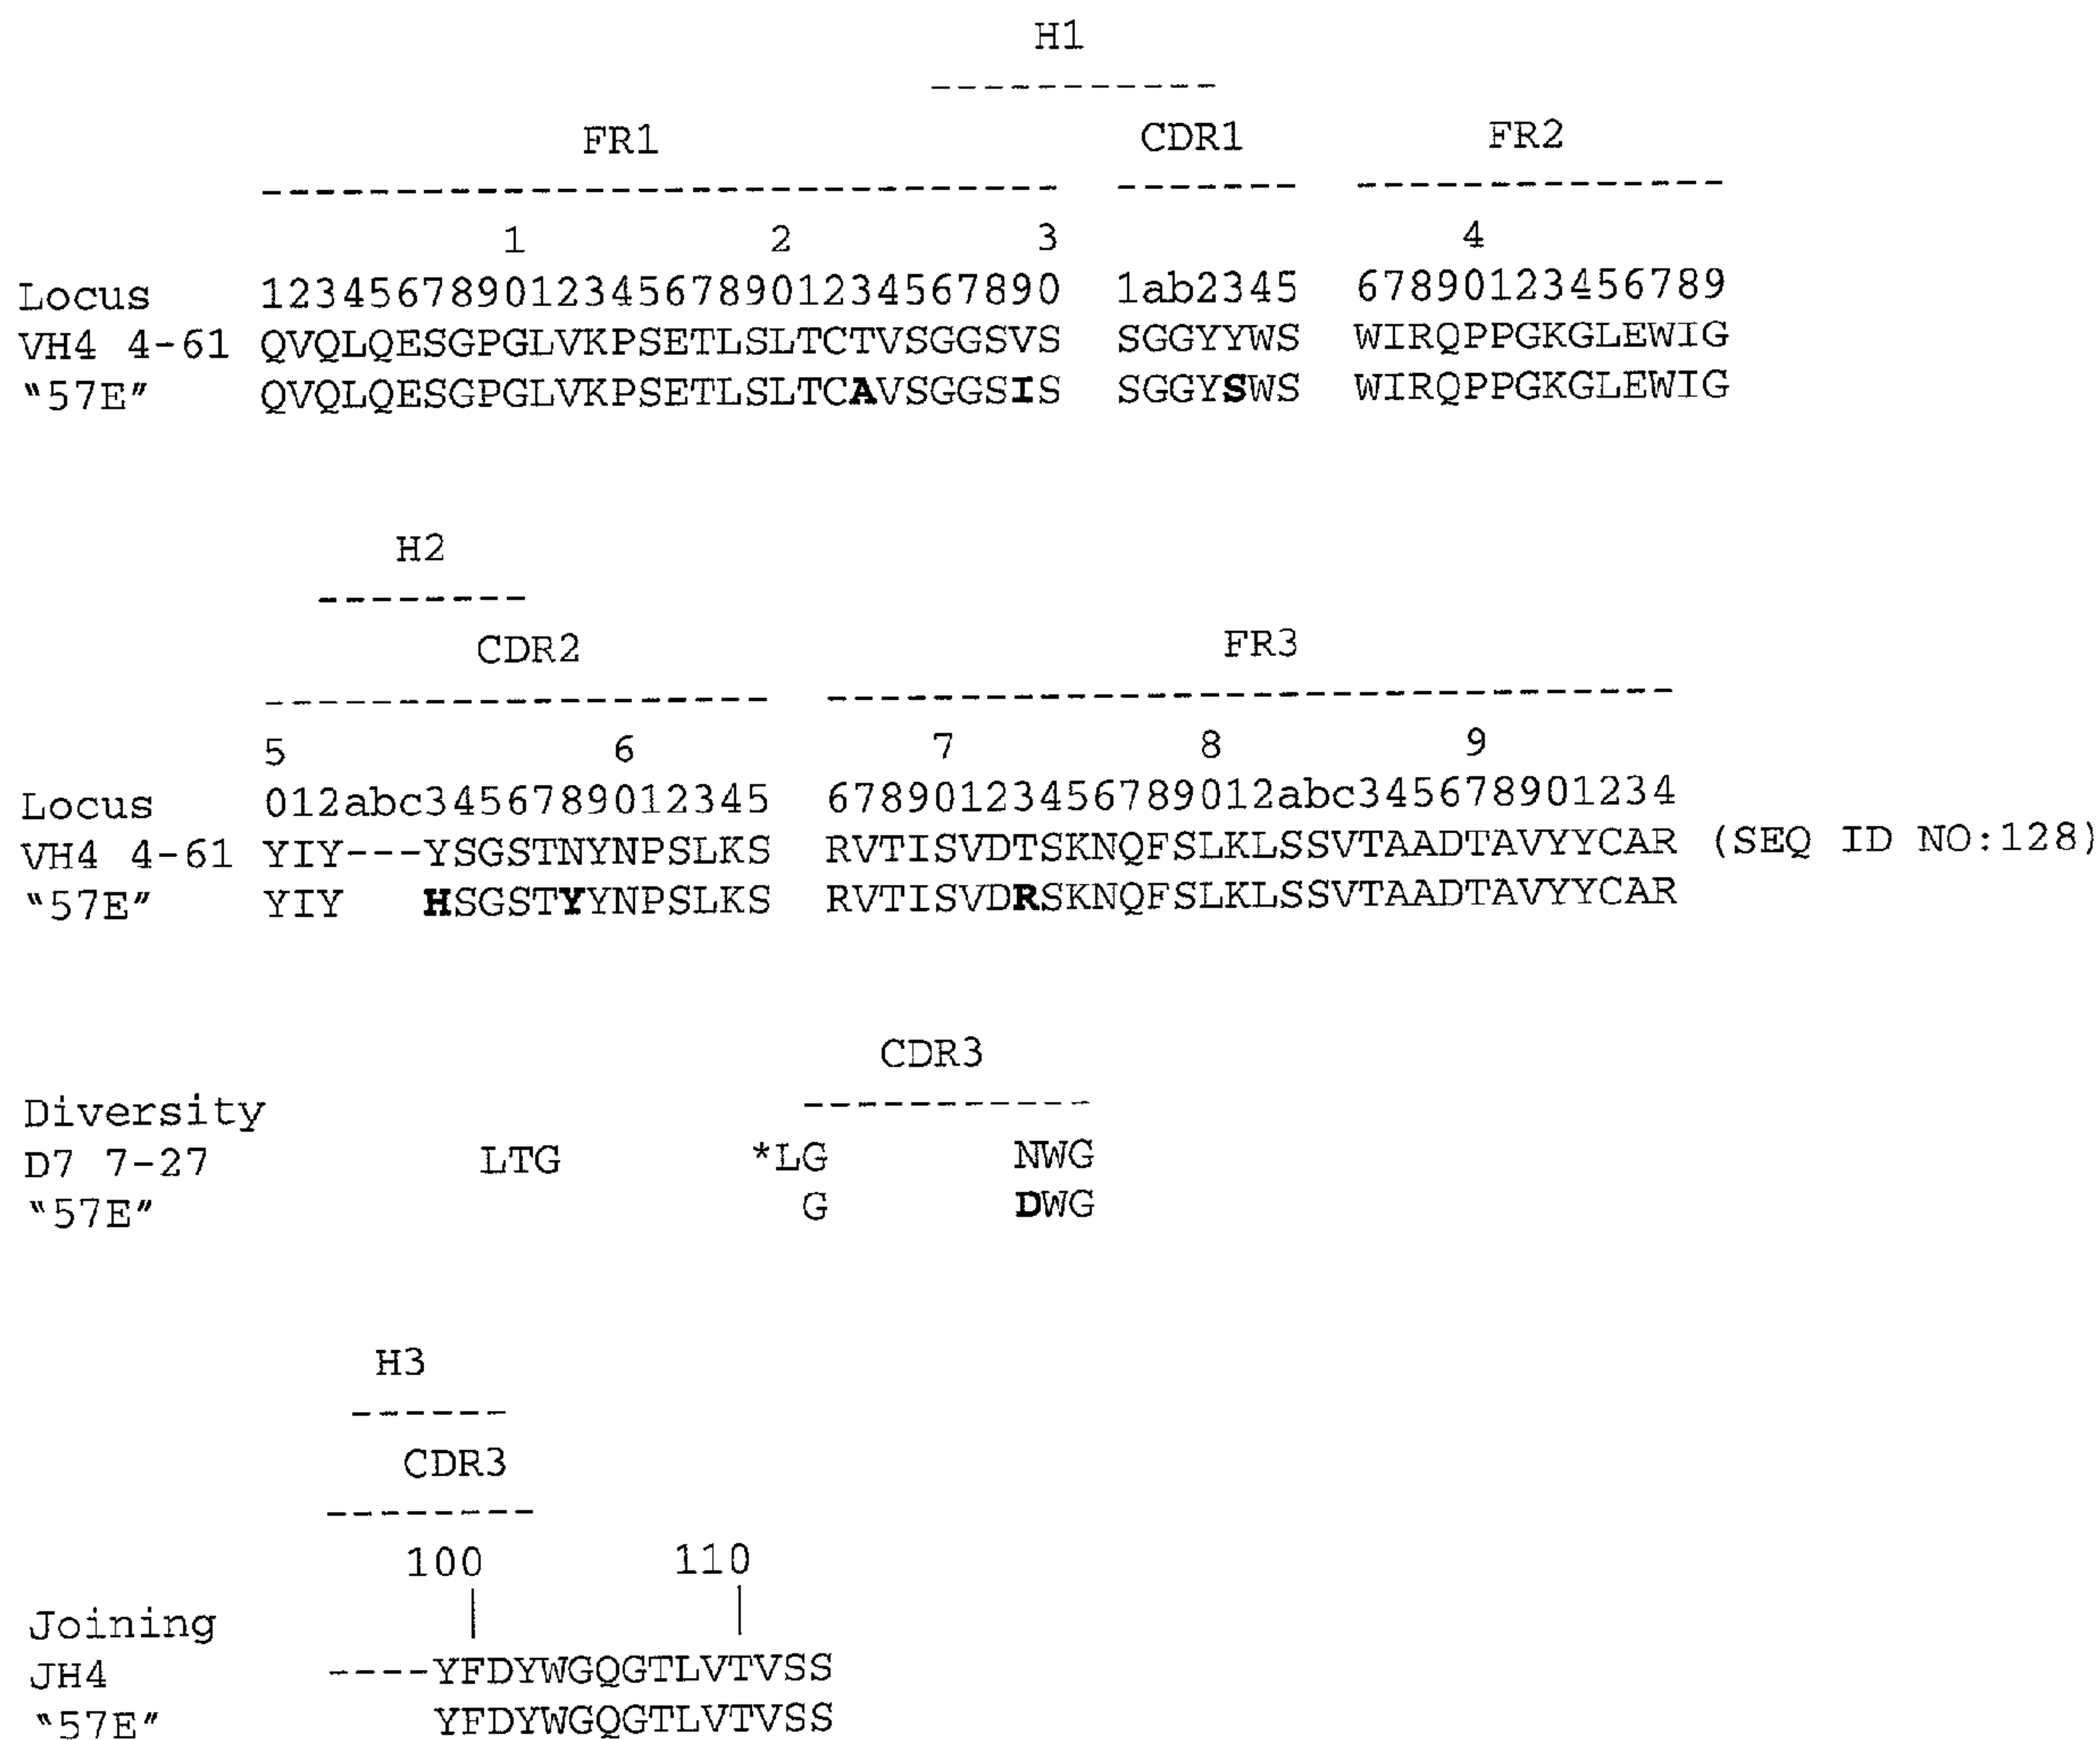 H1
-----------
FR1 CDR1 FR2
------------------------------ ------- --------------
1 2 3 4
Locus 123456789012345678901234567890 1ab2345 67890123456789
VH4 4-61 QVQLQESGPGLVKPSETLSLTCTVSGGSVS SGGYYWS WIRQPPGKGLEWIG
"57E" QVQLQESGPGLVKPSETLSLTCAVSGGSIS SGGYSWS WIRQPPGKGLEWIG
H2
--------
CDR2 FR3
------------------- --------------------------------
5 6 7 8 9
Locus 012abc3456789012345 67890123456789012abc345678901234
VH4 4-61 YIY---YSGSTNYNPSLKS RVTISVDTSKNQFSLKLSSVTAADTAVYYCAR (SEQ ID NO:128)
"57E" YIY HSGSTYYNPSLKS RVTISVDRSKNQFSLKLSSVTAADTAVYYCAR
CDR3
Diversity -----------
D7 7-27 LTG *LG NWG
"57E" G DWG
H3
------
CDR3
--------
100 110
| |
Joining
JH4 ----YFDYWGQGTLVTVSS
"57E" YFDYWGQGTLVTVSS